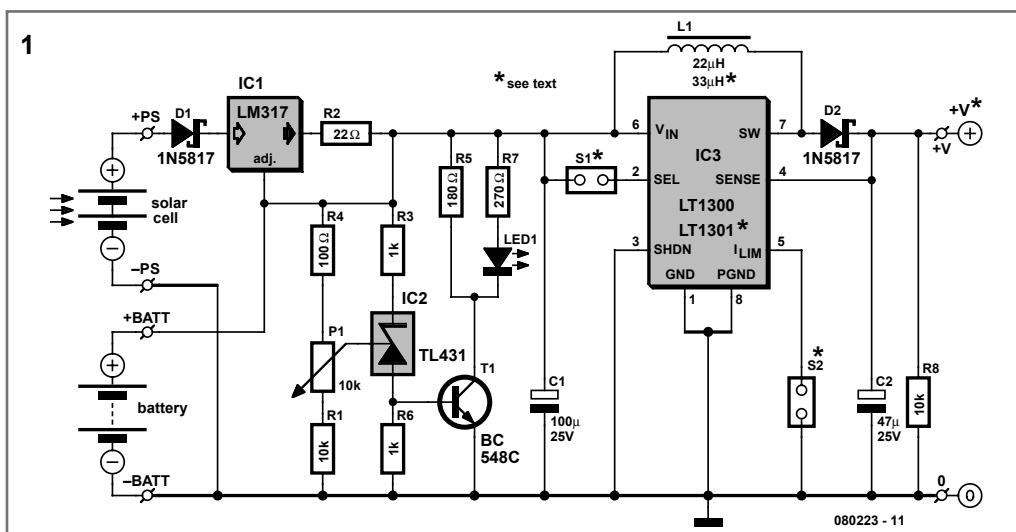 1
L1
22µH
33µH*
*see text
IC1
LM317
adj.
+PS
D1
1N5817
R2
22Ω
solar
cell
–PS
+BATT
battery
–BATT
R4
100Ω
R3
1k
R5
180Ω
R7
270Ω
LED1
IC2
TL431
P1
10k
R1
10k
R6
1k
T1
BC
548C
S1*
C1
100µ
25V
6
VIN
SW
7
IC3
2
SEL
SENSE
4
LT1300
LT1301*
3
SHDN
ILIM
5
GND
PGND
1
8
D2
1N5817
+V*
+V
S2*
C2
47µ
25V
R8
10k
0
0
080223 - 11